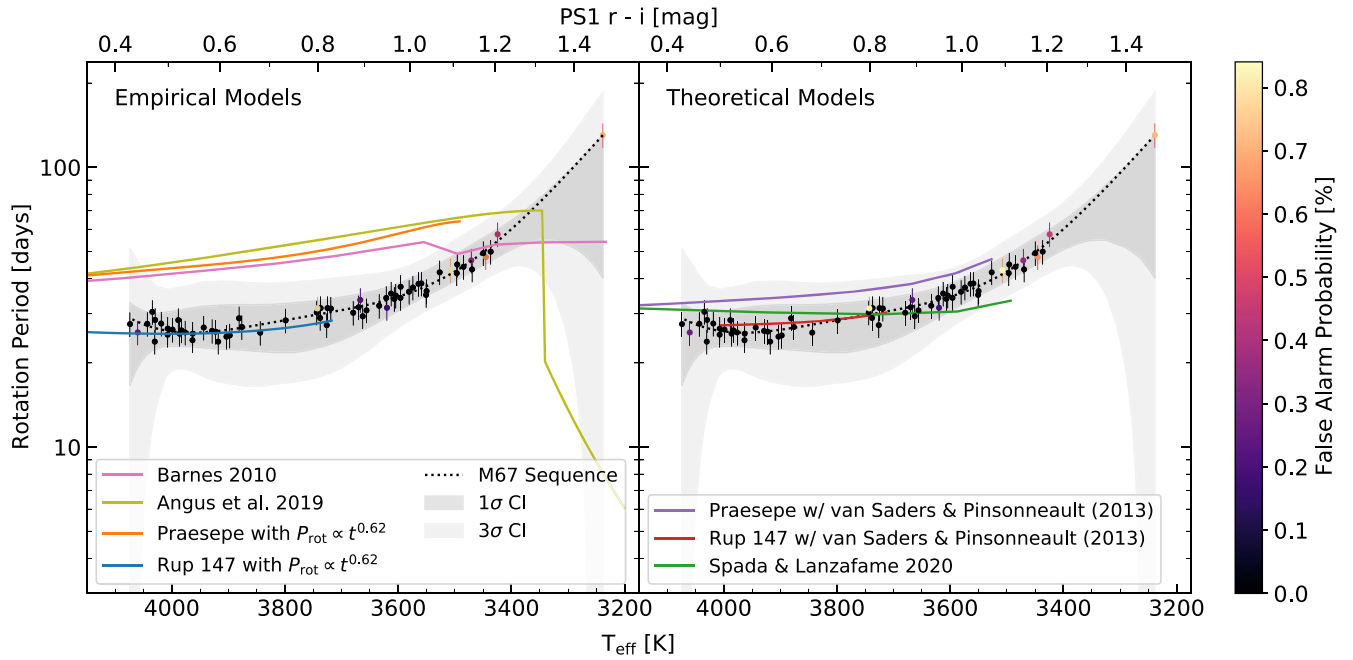 PS1 r - i [mag]
0.4 0.6 0.8 1.0 1.2 1.4
0.4 0.6 0.8 1.0 1.2 1.4
Empirical Models
Theoretical Models
Rotation Period [days]
100
10
Barnes 2010
Angus et al. 2019
Praesepe with P_rot ∝ t^0.62
Rup 147 with P_rot ∝ t^0.62
M67 Sequence
1σ CI
3σ CI
Praesepe w/ van Saders & Pinsonneault (2013)
Rup 147 w/ van Saders & Pinsonneault (2013)
Spada & Lanzafame 2020
4000 3800 3600 3400 3200
4000 3800 3600 3400 3200
T_eff [K]
0.8
0.7
0.6
0.5
0.4
0.3
0.2
0.1
0.0
False Alarm Probability [%]